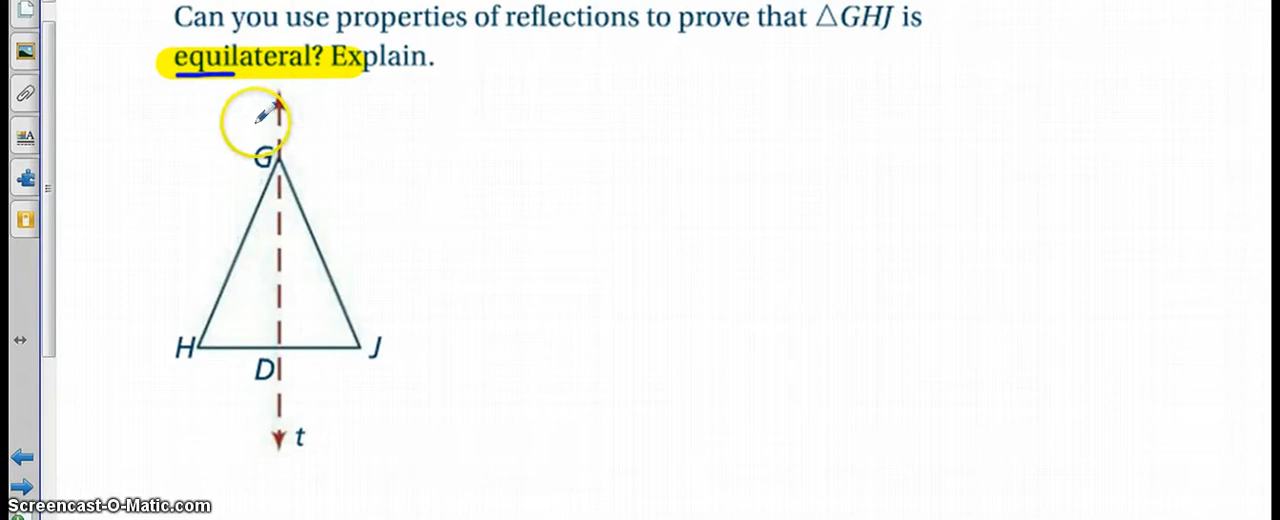 Can you use properties of reflections to prove that △GHJ is
equilateral? Explain.
G
H
J
D
t
Screencast-O-Matic.com